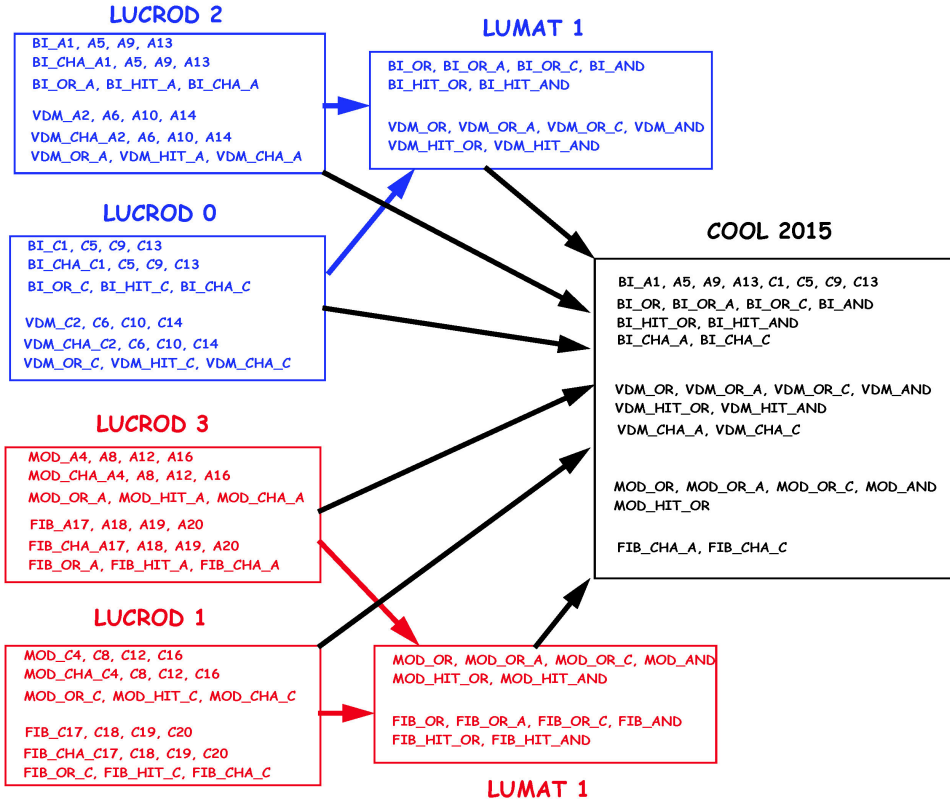 LUCROD 2
BI_A1, A5, A9, A13
BI_CHA_A1, A5, A9, A13
BI_OR_A, BI_HIT_A, BI_CHA_A
VDM_A2, A6, A10, A14
VDM_CHA_A2, A6, A10, A14
VDM_OR_A, VDM_HIT_A, VDM_CHA_A
LUMAT 1
BI_OR, BI_OR_A, BI_OR_C, BI_AND
BI_HIT_OR, BI_HIT_AND
VDM_OR, VDM_OR_A, VDM_OR_C, VDM_AND
VDM_HIT_OR, VDM_HIT_AND
LUCROD 0
BI_C1, C5, C9, C13
BI_CHA_C1, C5, C9, C13
BI_OR_C, BI_HIT_C, BI_CHA_C
VDM_C2, C6, C10, C14
VDM_CHA_C2, C6, C10, C14
VDM_OR_C, VDM_HIT_C, VDM_CHA_C
COOL 2015
BI_A1, A5, A9, A13, C1, C5, C9, C13
BI_OR, BI_OR_A, BI_OR_C, BI_AND
BI_HIT_OR, BI_HIT_AND
BI_CHA_A, BI_CHA_C
VDM_OR, VDM_OR_A, VDM_OR_C, VDM_AND
VDM_HIT_OR, VDM_HIT_AND
VDM_CHA_A, VDM_CHA_C
MOD_OR, MOD_OR_A, MOD_OR_C, MOD_AND
MOD_HIT_OR
FIB_CHA_A, FIB_CHA_C
LUCROD 3
MOD_A4, A8, A12, A16
MOD_CHA_A4, A8, A12, A16
MOD_OR_A, MOD_HIT_A, MOD_CHA_A
FIB_A17, A18, A19, A20
FIB_CHA_A17, A18, A19, A20
FIB_OR_A, FIB_HIT_A, FIB_CHA_A
LUCROD 1
MOD_C4, C8, C12, C16
MOD_CHA_C4, C8, C12, C16
MOD_OR_C, MOD_HIT_C, MOD_CHA_C
FIB_C17, C18, C19, C20
FIB_CHA_C17, C18, C19, C20
FIB_OR_C, FIB_HIT_C, FIB_CHA_C
MOD_OR, MOD_OR_A, MOD_OR_C, MOD_AND
MOD_HIT_OR, MOD_HIT_AND
FIB_OR, FIB_OR_A, FIB_OR_C, FIB_AND
FIB_HIT_OR, FIB_HIT_AND
LUMAT 1